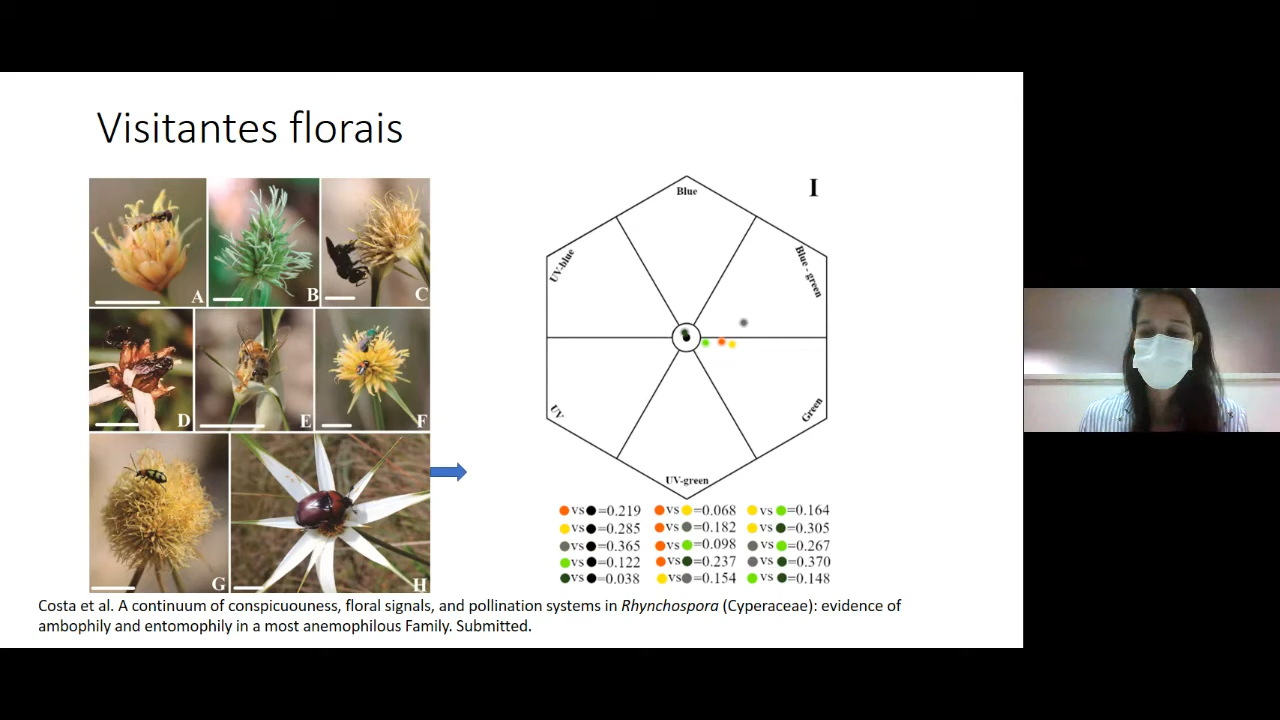 Visitantes florais
A
B
C
D
E
F
G
H
I
Blue
UV-blue
Blue - green
UV
Green
UV-green
vs =0.219 vs =0.068 vs =0.164
vs =0.285 vs =0.182 vs =0.305
vs =0.365 vs =0.098 vs =0.267
vs =0.122 vs =0.237 vs =0.370
vs =0.038 vs =0.154 vs =0.148
Costa et al. A continuum of conspicuouness, floral signals, and pollination systems in Rhynchospora (Cyperaceae): evidence of
ambophily and entomophily in a most anemophilous Family. Submitted.